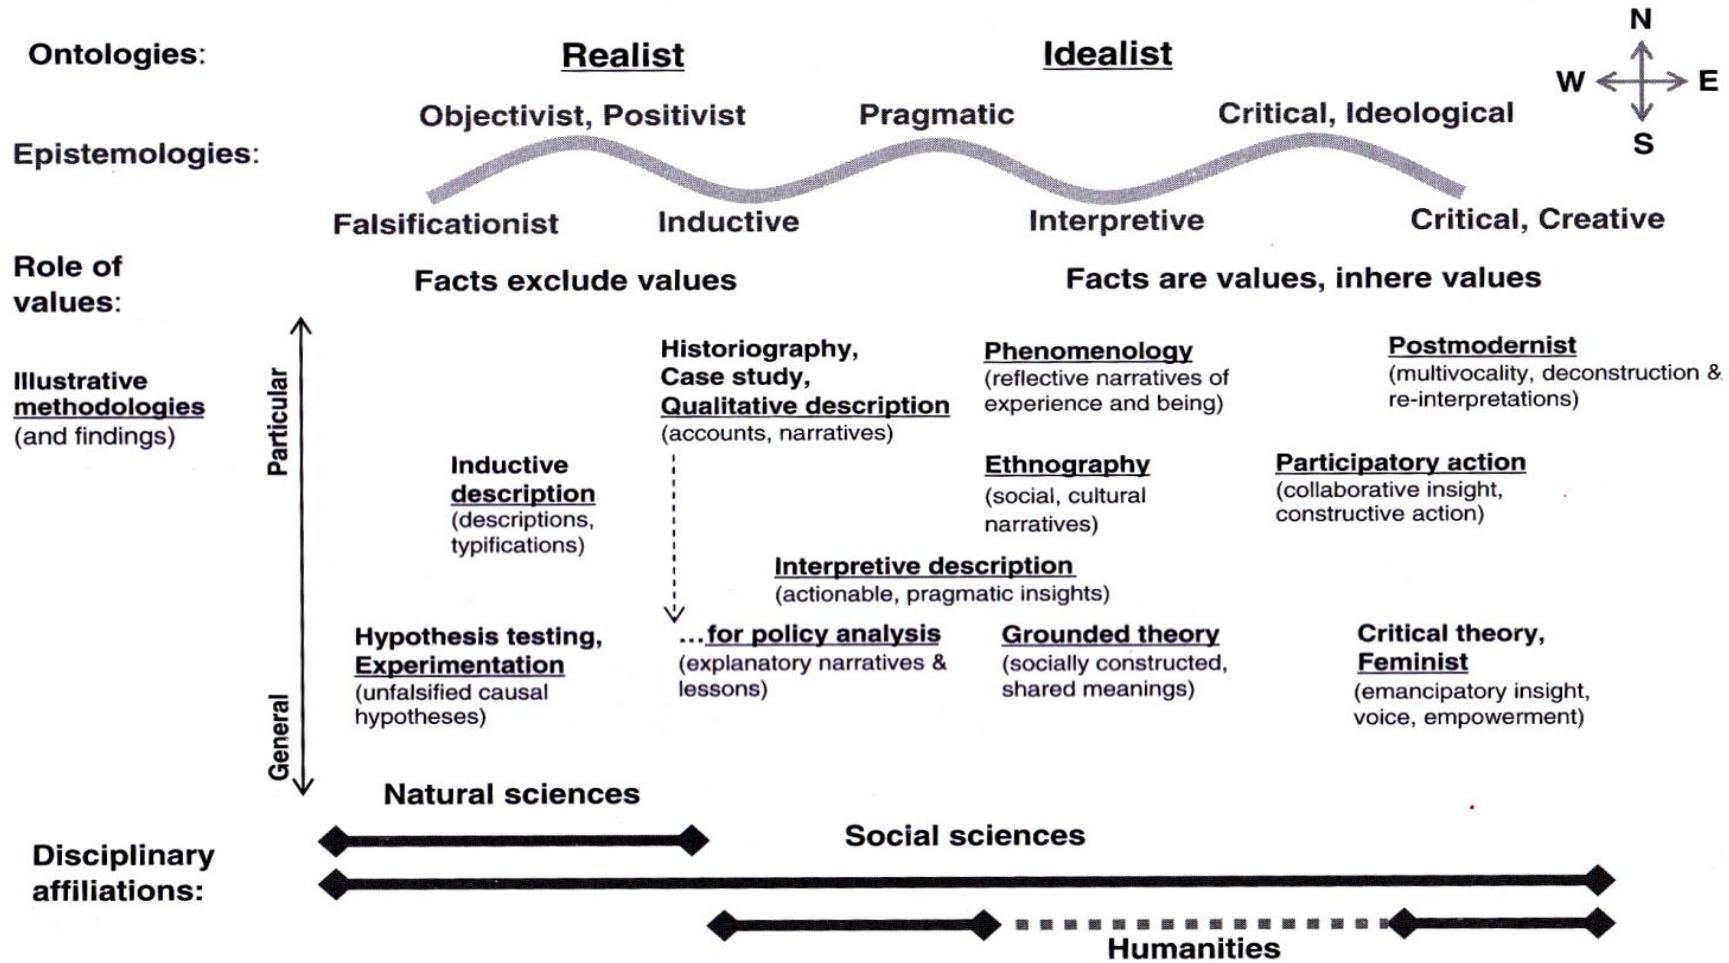 N
Ontologies:
Realist
Idealist
W
E
Objectivist, Positivist
Pragmatic
Critical, Ideological
S
Epistemologies:
Falsificationist
Inductive
Interpretive
Critical, Creative
Role of
values:
Facts exclude values
Facts are values, inhere values
Illustrative
methodologies
(and findings)
Particular
General
Historiography,
Case study,
Qualitative description
(accounts, narratives)
Phenomenology
(reflective narratives of
experience and being)
Postmodernist
(multivocality, deconstruction &
re-interpretations)
Inductive
description
(descriptions,
typifications)
Ethnography
(social, cultural
narratives)
Participatory action
(collaborative insight,
constructive action)
Interpretive description
(actionable, pragmatic insights)
Hypothesis testing,
Experimentation
(unfalsified causal
hypotheses)
...for policy analysis
(explanatory narratives &
lessons)
Grounded theory
(socially constructed,
shared meanings)
Critical theory,
Feminist
(emancipatory insight,
voice, empowerment)
Natural sciences
Social sciences
Disciplinary
affiliations:
Humanities